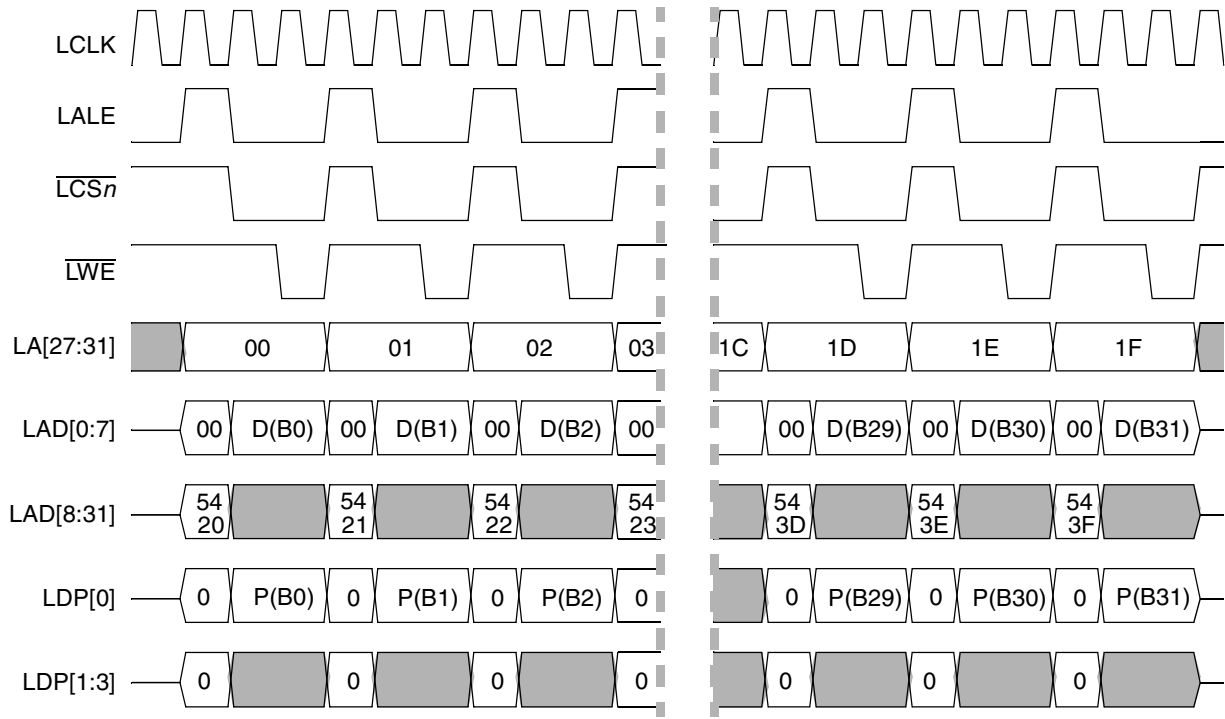 LCLK
LALE
LCSn
LWE
LA[27:31] 00 01 02 03 1C 1D 1E 1F
LAD[0:7] 00 D(B0) 00 D(B1) 00 D(B2) 00 00 D(B29) 00 D(B30) 00 D(B31)
54 54 54 54 54 54 54
LAD[8:31]
20 21 22 23 3D 3E 3F
LDP[0] 0 P(B0) 0 P(B1) 0 P(B2) 0 0 P(B29) 0 P(B30) 0 P(B31)
LDP[1:3] 0 0 0 0 0 0 0